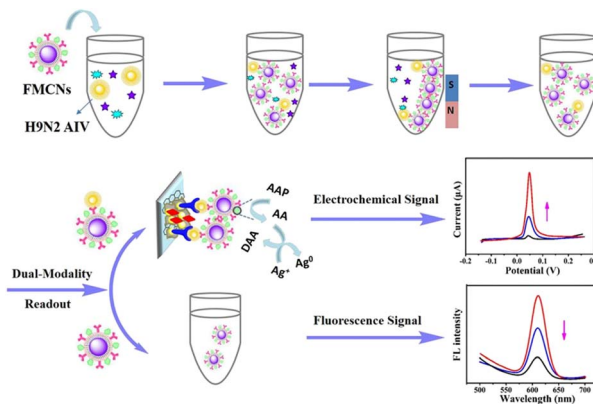 FMCNs
H9N2 AIV
S
N
AAP
AA
DAA
Ag⁺
Ag⁰
Electrochemical Signal
Current (µA)
-0.2 -0.1 0.0 0.1 0.2 0.3
Potential (V)
Dual-Modality
Readout
Fluorescence Signal
FL intensity
500 550 600 650 700
Wavelength (nm)